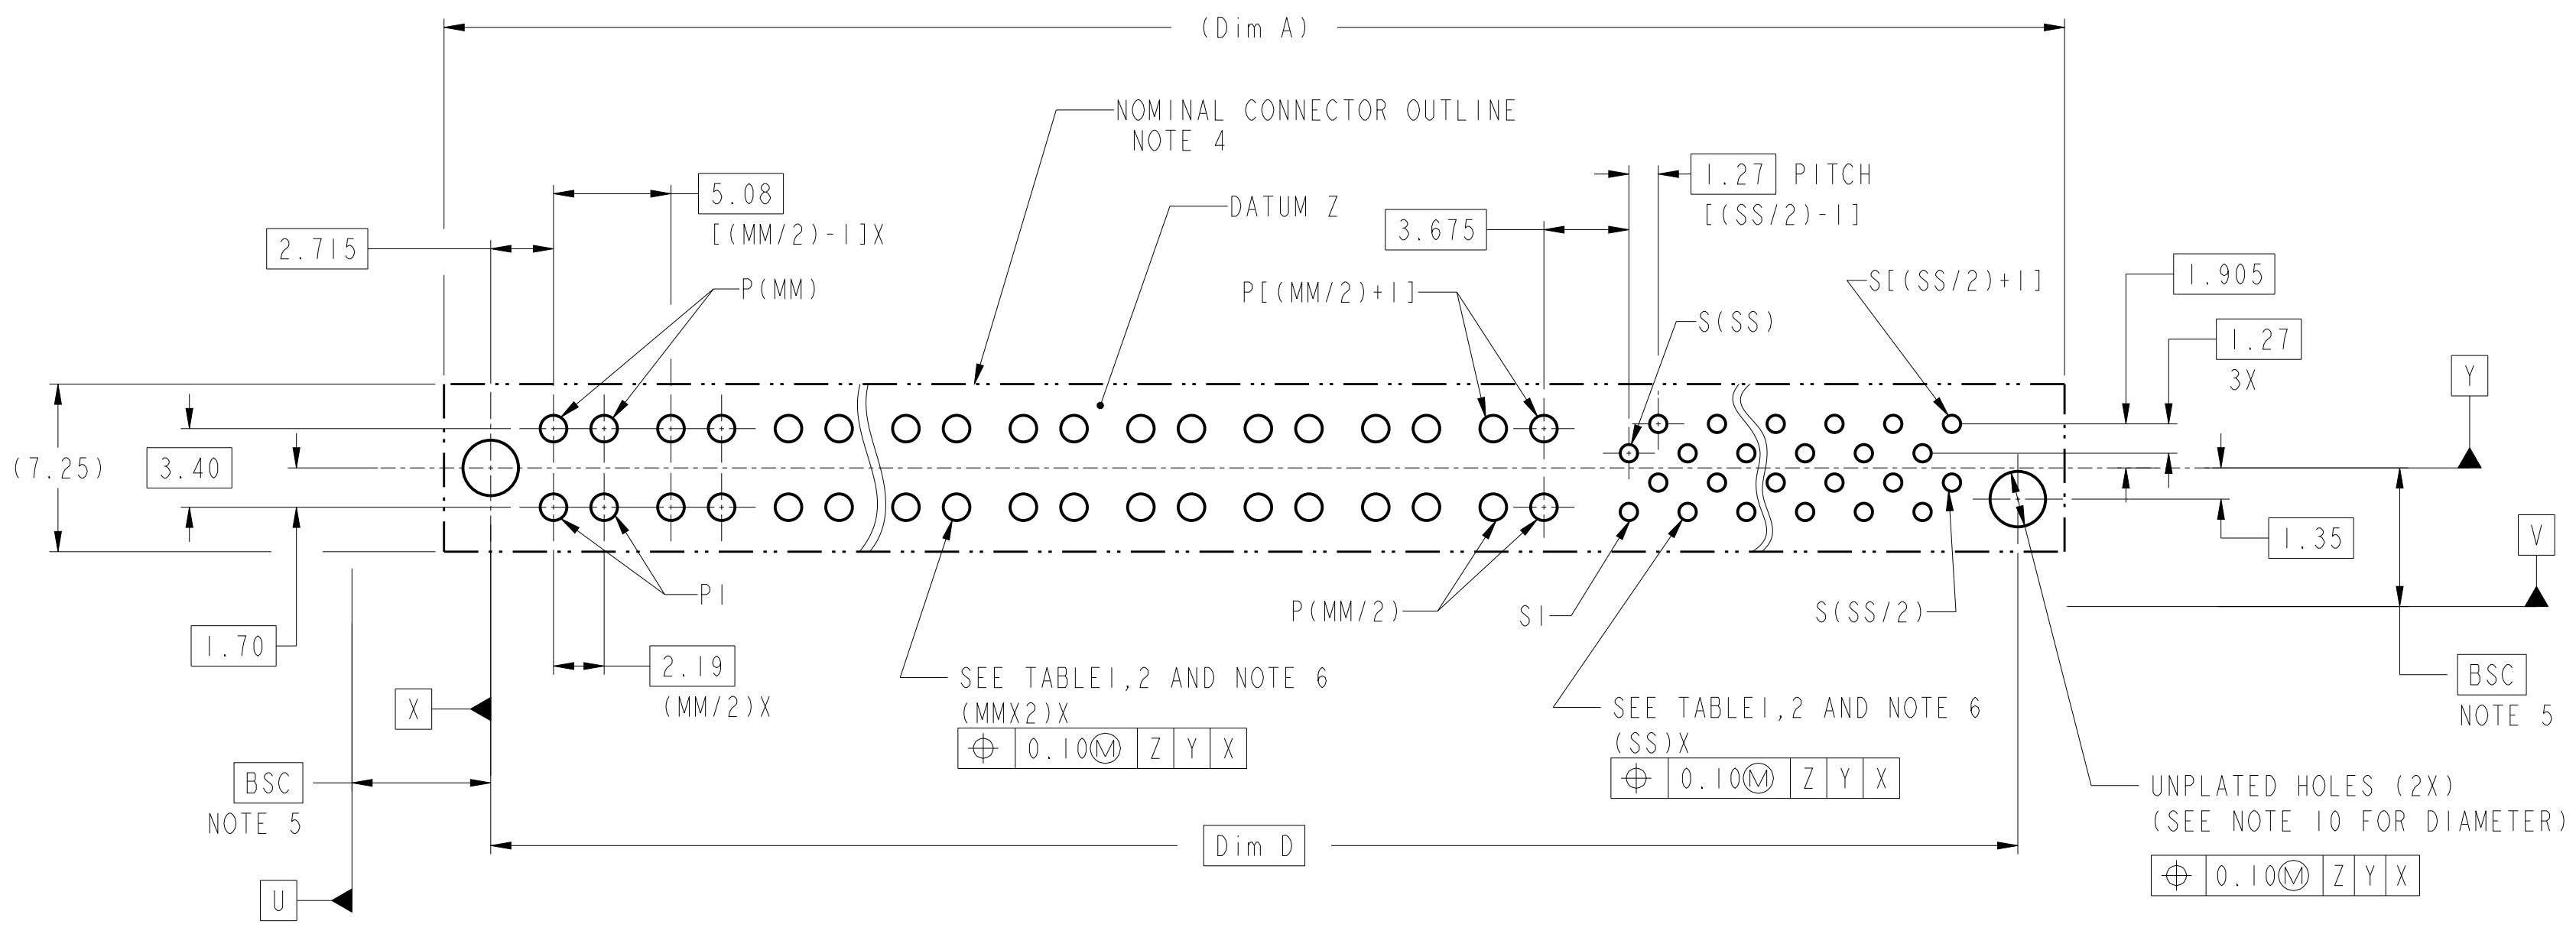 (Dim A)
NOMINAL CONNECTOR OUTLINE
NOTE 4
5.08
[(MM/2)-1]X
DATUM Z
1.27 PITCH
[(SS/2)-1]
2.715
3.675
P(MM)
P[(MM/2)+1]
S(SS)
S[(SS/2)+1]
1.905
1.27
3X
Y
(7.25)
3.40
1.35
V
P1
P(MM/2)
S1
S(SS/2)
1.70
2.19
(MM/2)X
X
SEE TABLE1,2 AND NOTE 6
(MMX2)X
⌖ 0.10Ⓜ Z Y X
SEE TABLE1,2 AND NOTE 6
(SS)X
⌖ 0.10Ⓜ Z Y X
BSC
NOTE 5
BSC
NOTE 5
UNPLATED HOLES (2X)
(SEE NOTE 10 FOR DIAMETER)
⌖ 0.10Ⓜ Z Y X
Dim D
U